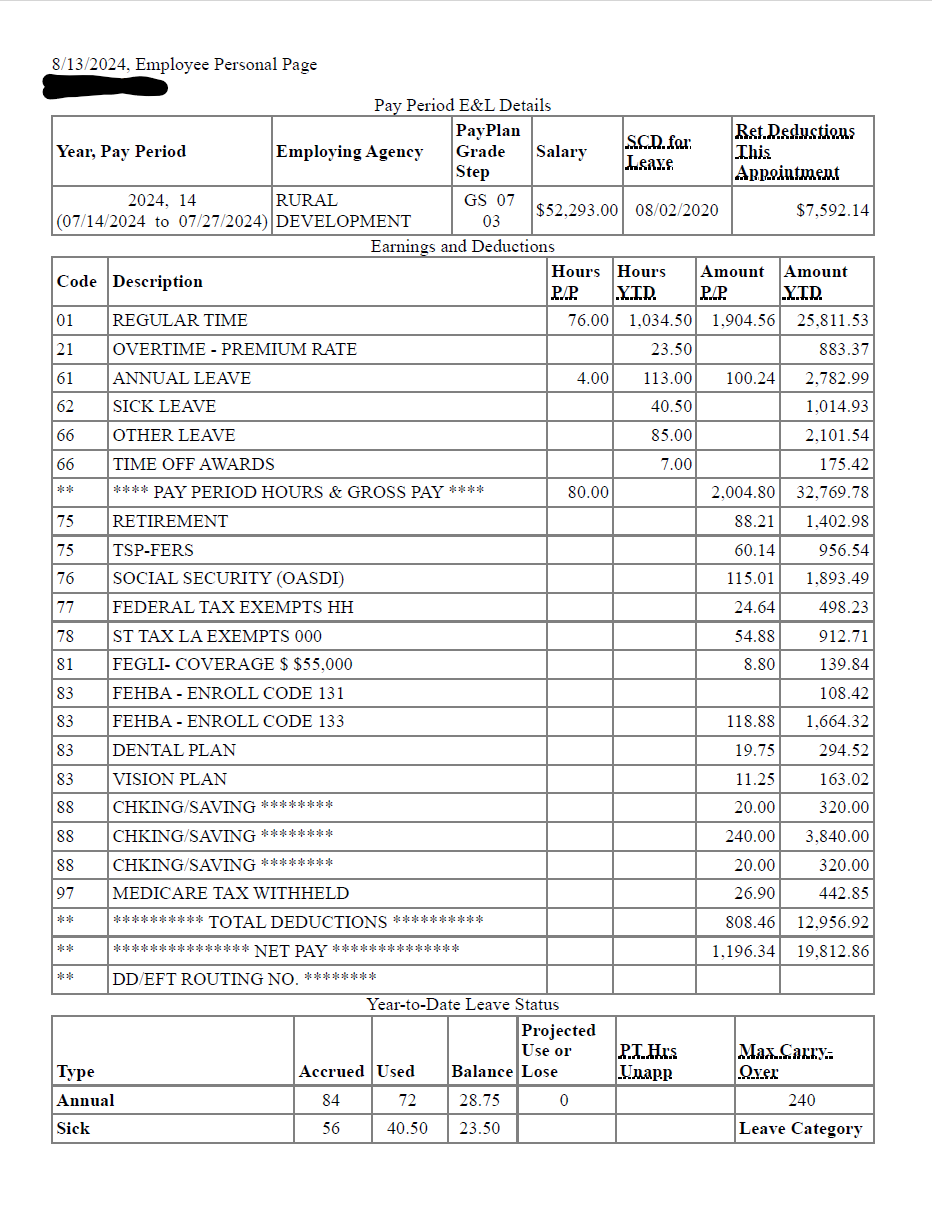 8/13/2024, Employee Personal Page
Pay Period E&L Details
Year, Pay Period Employing Agency PayPlan Grade Step Salary SCD for Leave Ret Deductions This Appointment
2024, 14 (07/14/2024 to 07/27/2024) RURAL DEVELOPMENT GS 07 03 $52,293.00 08/02/2020 $7,592.14
Earnings and Deductions
Code Description Hours P/P Hours YTD Amount P/P Amount YTD
01 REGULAR TIME 76.00 1,034.50 1,904.56 25,811.53
21 OVERTIME - PREMIUM RATE 23.50 883.37
61 ANNUAL LEAVE 4.00 113.00 100.24 2,782.99
62 SICK LEAVE 40.50 1,014.93
66 OTHER LEAVE 85.00 2,101.54
66 TIME OFF AWARDS 7.00 175.42
** **** PAY PERIOD HOURS & GROSS PAY **** 80.00 2,004.80 32,769.78
75 RETIREMENT 88.21 1,402.98
75 TSP-FERS 60.14 956.54
76 SOCIAL SECURITY (OASDI) 115.01 1,893.49
77 FEDERAL TAX EXEMPTS HH 24.64 498.23
78 ST TAX LA EXEMPTS 000 54.88 912.71
81 FEGLI- COVERAGE $ $55,000 8.80 139.84
83 FEHBA - ENROLL CODE 131 108.42
83 FEHBA - ENROLL CODE 133 118.88 1,664.32
83 DENTAL PLAN 19.75 294.52
83 VISION PLAN 11.25 163.02
88 CHKING/SAVING ******** 20.00 320.00
88 CHKING/SAVING ******** 240.00 3,840.00
88 CHKING/SAVING ******** 20.00 320.00
97 MEDICARE TAX WITHHELD 26.90 442.85
** ********** TOTAL DEDUCTIONS ********** 808.46 12,956.92
** *************** NET PAY ************** 1,196.34 19,812.86
** DD/EFT ROUTING NO. ********
Year-to-Date Leave Status
Type Accrued Used Balance Projected Use or Lose PT Hrs Unapp Max Carry-Over
Annual 84 72 28.75 0 240
Sick 56 40.50 23.50 Leave Category